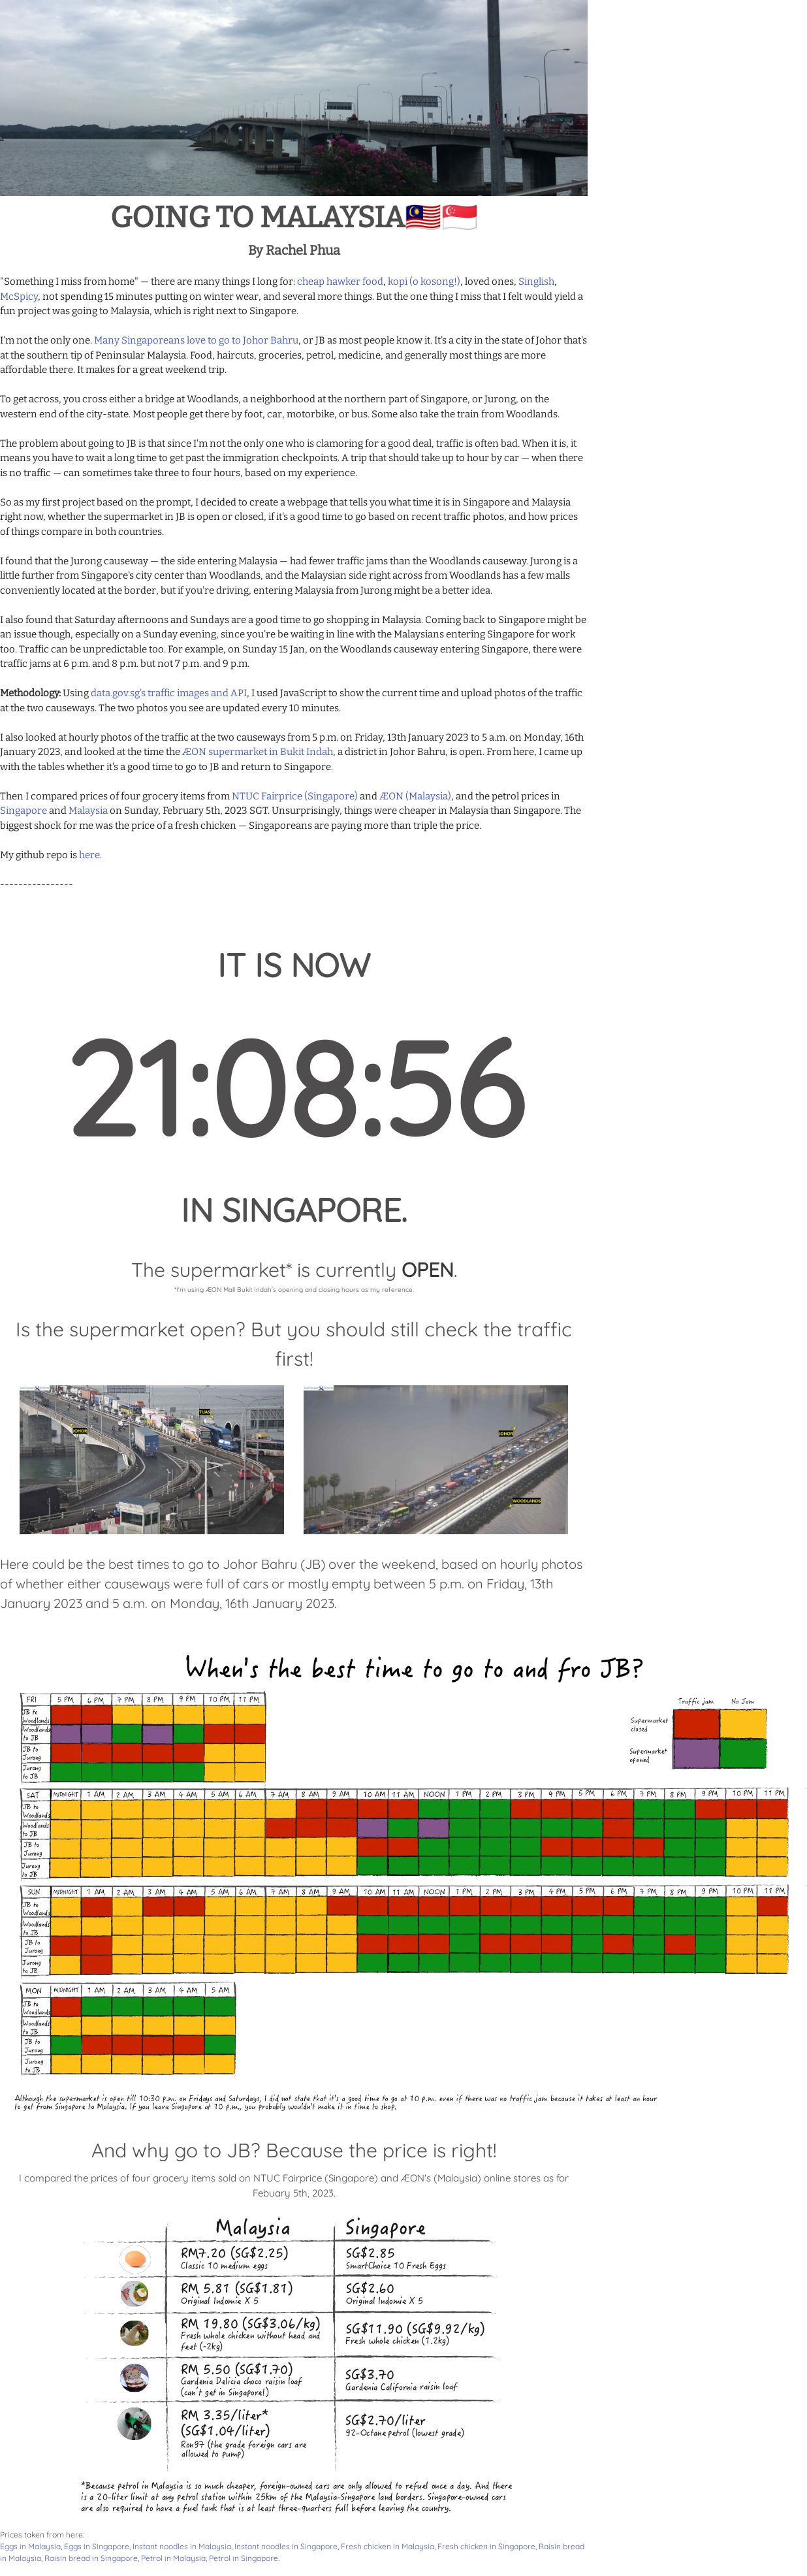 GOING TO MALAYSIA🇲🇾🇸🇬
By Rachel Phua
"Something I miss from home" — there are many things I long for: cheap hawker food, kopi (o kosong!), loved ones, Singlish,
McSpicy, not spending 15 minutes putting on winter wear, and several more things. But the one thing I miss that I felt would yield a
fun project was going to Malaysia, which is right next to Singapore.
I'm not the only one. Many Singaporeans love to go to Johor Bahru, or JB as most people know it. It's a city in the state of Johor that's
at the southern tip of Peninsular Malaysia. Food, haircuts, groceries, petrol, medicine, and generally most things are more
affordable there. It makes for a great weekend trip.
To get across, you cross either a bridge at Woodlands, a neighborhood at the northern part of Singapore, or Jurong, on the
western end of the city-state. Most people get there by foot, car, motorbike, or bus. Some also take the train from Woodlands.
The problem about going to JB is that since I'm not the only one who is clamoring for a good deal, traffic is often bad. When it is, it
means you have to wait a long time to get past the immigration checkpoints. A trip that should take up to hour by car — when there
is no traffic — can sometimes take three to four hours, based on my experience.
So as my first project based on the prompt, I decided to create a webpage that tells you what time it is in Singapore and Malaysia
right now, whether the supermarket in JB is open or closed, if it's a good time to go based on recent traffic photos, and how prices
of things compare in both countries.
I found that the Jurong causeway — the side entering Malaysia — had fewer traffic jams than the Woodlands causeway. Jurong is a
little further from Singapore's city center than Woodlands, and the Malaysian side right across from Woodlands has a few malls
conveniently located at the border, but if you're driving, entering Malaysia from Jurong might be a better idea.
I also found that Saturday afternoons and Sundays are a good time to go shopping in Malaysia. Coming back to Singapore might be
an issue though, especially on a Sunday evening, since you're be waiting in line with the Malaysians entering Singapore for work
too. Traffic can be unpredictable too. For example, on Sunday 15 Jan, on the Woodlands causeway entering Singapore, there were
traffic jams at 6 p.m. and 8 p.m. but not 7 p.m. and 9 p.m.
Methodology: Using data.gov.sg's traffic images and API, I used JavaScript to show the current time and upload photos of the traffic
at the two causeways. The two photos you see are updated every 10 minutes.
I also looked at hourly photos of the traffic at the two causeways from 5 p.m. on Friday, 13th January 2023 to 5 a.m. on Monday, 16th
January 2023, and looked at the time the ÆON supermarket in Bukit Indah, a district in Johor Bahru, is open. From here, I came up
with the tables whether it's a good time to go to JB and return to Singapore.
Then I compared prices of four grocery items from NTUC Fairprice (Singapore) and ÆON (Malaysia), and the petrol prices in
Singapore and Malaysia on Sunday, February 5th, 2023 SGT. Unsurprisingly, things were cheaper in Malaysia than Singapore. The
biggest shock for me was the price of a fresh chicken — Singaporeans are paying more than triple the price.
My github repo is here.
----------------
IT IS NOW
21:08:56
IN SINGAPORE.
The supermarket* is currently OPEN.
*I'm using ÆON Mall Bukit Indah's opening and closing hours as my reference.
Is the supermarket open? But you should still check the traffic
first!
JOHOR TUAS JOHOR WOODLANDS
Here could be the best times to go to Johor Bahru (JB) over the weekend, based on hourly photos
of whether either causeways were full of cars or mostly empty between 5 p.m. on Friday, 13th
January 2023 and 5 a.m. on Monday, 16th January 2023.
When's the best time to go to and fro JB?
Traffic jam No Jam
Supermarket closed
Supermarket opened
FRI 5 PM 6 PM 7 PM 8 PM 9 PM 10 PM 11 PM
JB to Woodlands
Woodlands to JB
JB to Jurong
Jurong to JB
SAT MIDNIGHT 1 AM 2 AM 3 AM 4 AM 5 AM 6 AM 7 AM 8 AM 9 AM 10 AM 11 AM NOON 1 PM 2 PM 3 PM 4 PM 5 PM 6 PM 7 PM 8 PM 9 PM 10 PM 11 PM
JB to Woodlands
Woodlands to JB
JB to Jurong
Jurong to JB
SUN MIDNIGHT 1 AM 2 AM 3 AM 4 AM 5 AM 6 AM 7 AM 8 AM 9 AM 10 AM 11 AM NOON 1 PM 2 PM 3 PM 4 PM 5 PM 6 PM 7 PM 8 PM 9 PM 10 PM 11 PM
JB to Woodlands
Woodlands to JB
JB to Jurong
Jurong to JB
MON MIDNIGHT 1 AM 2 AM 3 AM 4 AM 5 AM
JB to Woodlands
Woodlands to JB
JB to Jurong
Jurong to JB
Although the supermarket is open till 10:30 p.m. on Fridays and Saturdays, I did not state that it's a good time to go at 10 p.m. even if there was no traffic jam because it takes at least an hour
to get from Singapore to Malaysia. If you leave Singapore at 10 p.m., you probably wouldn't make it in time to shop.
And why go to JB? Because the price is right!
I compared the prices of four grocery items sold on NTUC Fairprice (Singapore) and ÆON's (Malaysia) online stores as for
Febuary 5th, 2023.
Malaysia Singapore
RM7.20 (SG$2.25) SG$2.85
Classic 10 medium eggs SmartChoice 10 Fresh Eggs
RM 5.81 (SG$1.81) SG$2.60
Original Indomie X 5 Original Indomie X 5
RM 19.80 (SG$3.06/kg) SG$11.90 (SG$9.92/kg)
Fresh whole chicken without head and Fresh whole chicken (1.2kg)
feet (~2kg)
RM 5.50 (SG$1.70) SG$3.70
Gardenia Delicia choco raisin loaf Gardenia California raisin loaf
(can't get in Singapore!)
RM 3.35/liter* SG$2.70/liter
(SG$1.04/liter) 92-Octane petrol (lowest grade)
Ron97 (the grade foreign cars are
allowed to pump)
*Because petrol in Malaysia is so much cheaper, foreign-owned cars are only allowed to refuel once a day. And there
is a 20-liter limit at any petrol station within 25km of the Malaysia-Singapore land borders. Singapore-owned cars
are also required to have a fuel tank that is at least three-quarters full before leaving the country.
Prices taken from here:
Eggs in Malaysia, Eggs in Singapore, Instant noodles in Malaysia, Instant noodles in Singapore, Fresh chicken in Malaysia, Fresh chicken in Singapore, Raisin bread
in Malaysia, Raisin bread in Singapore, Petrol in Malaysia, Petrol in Singapore.